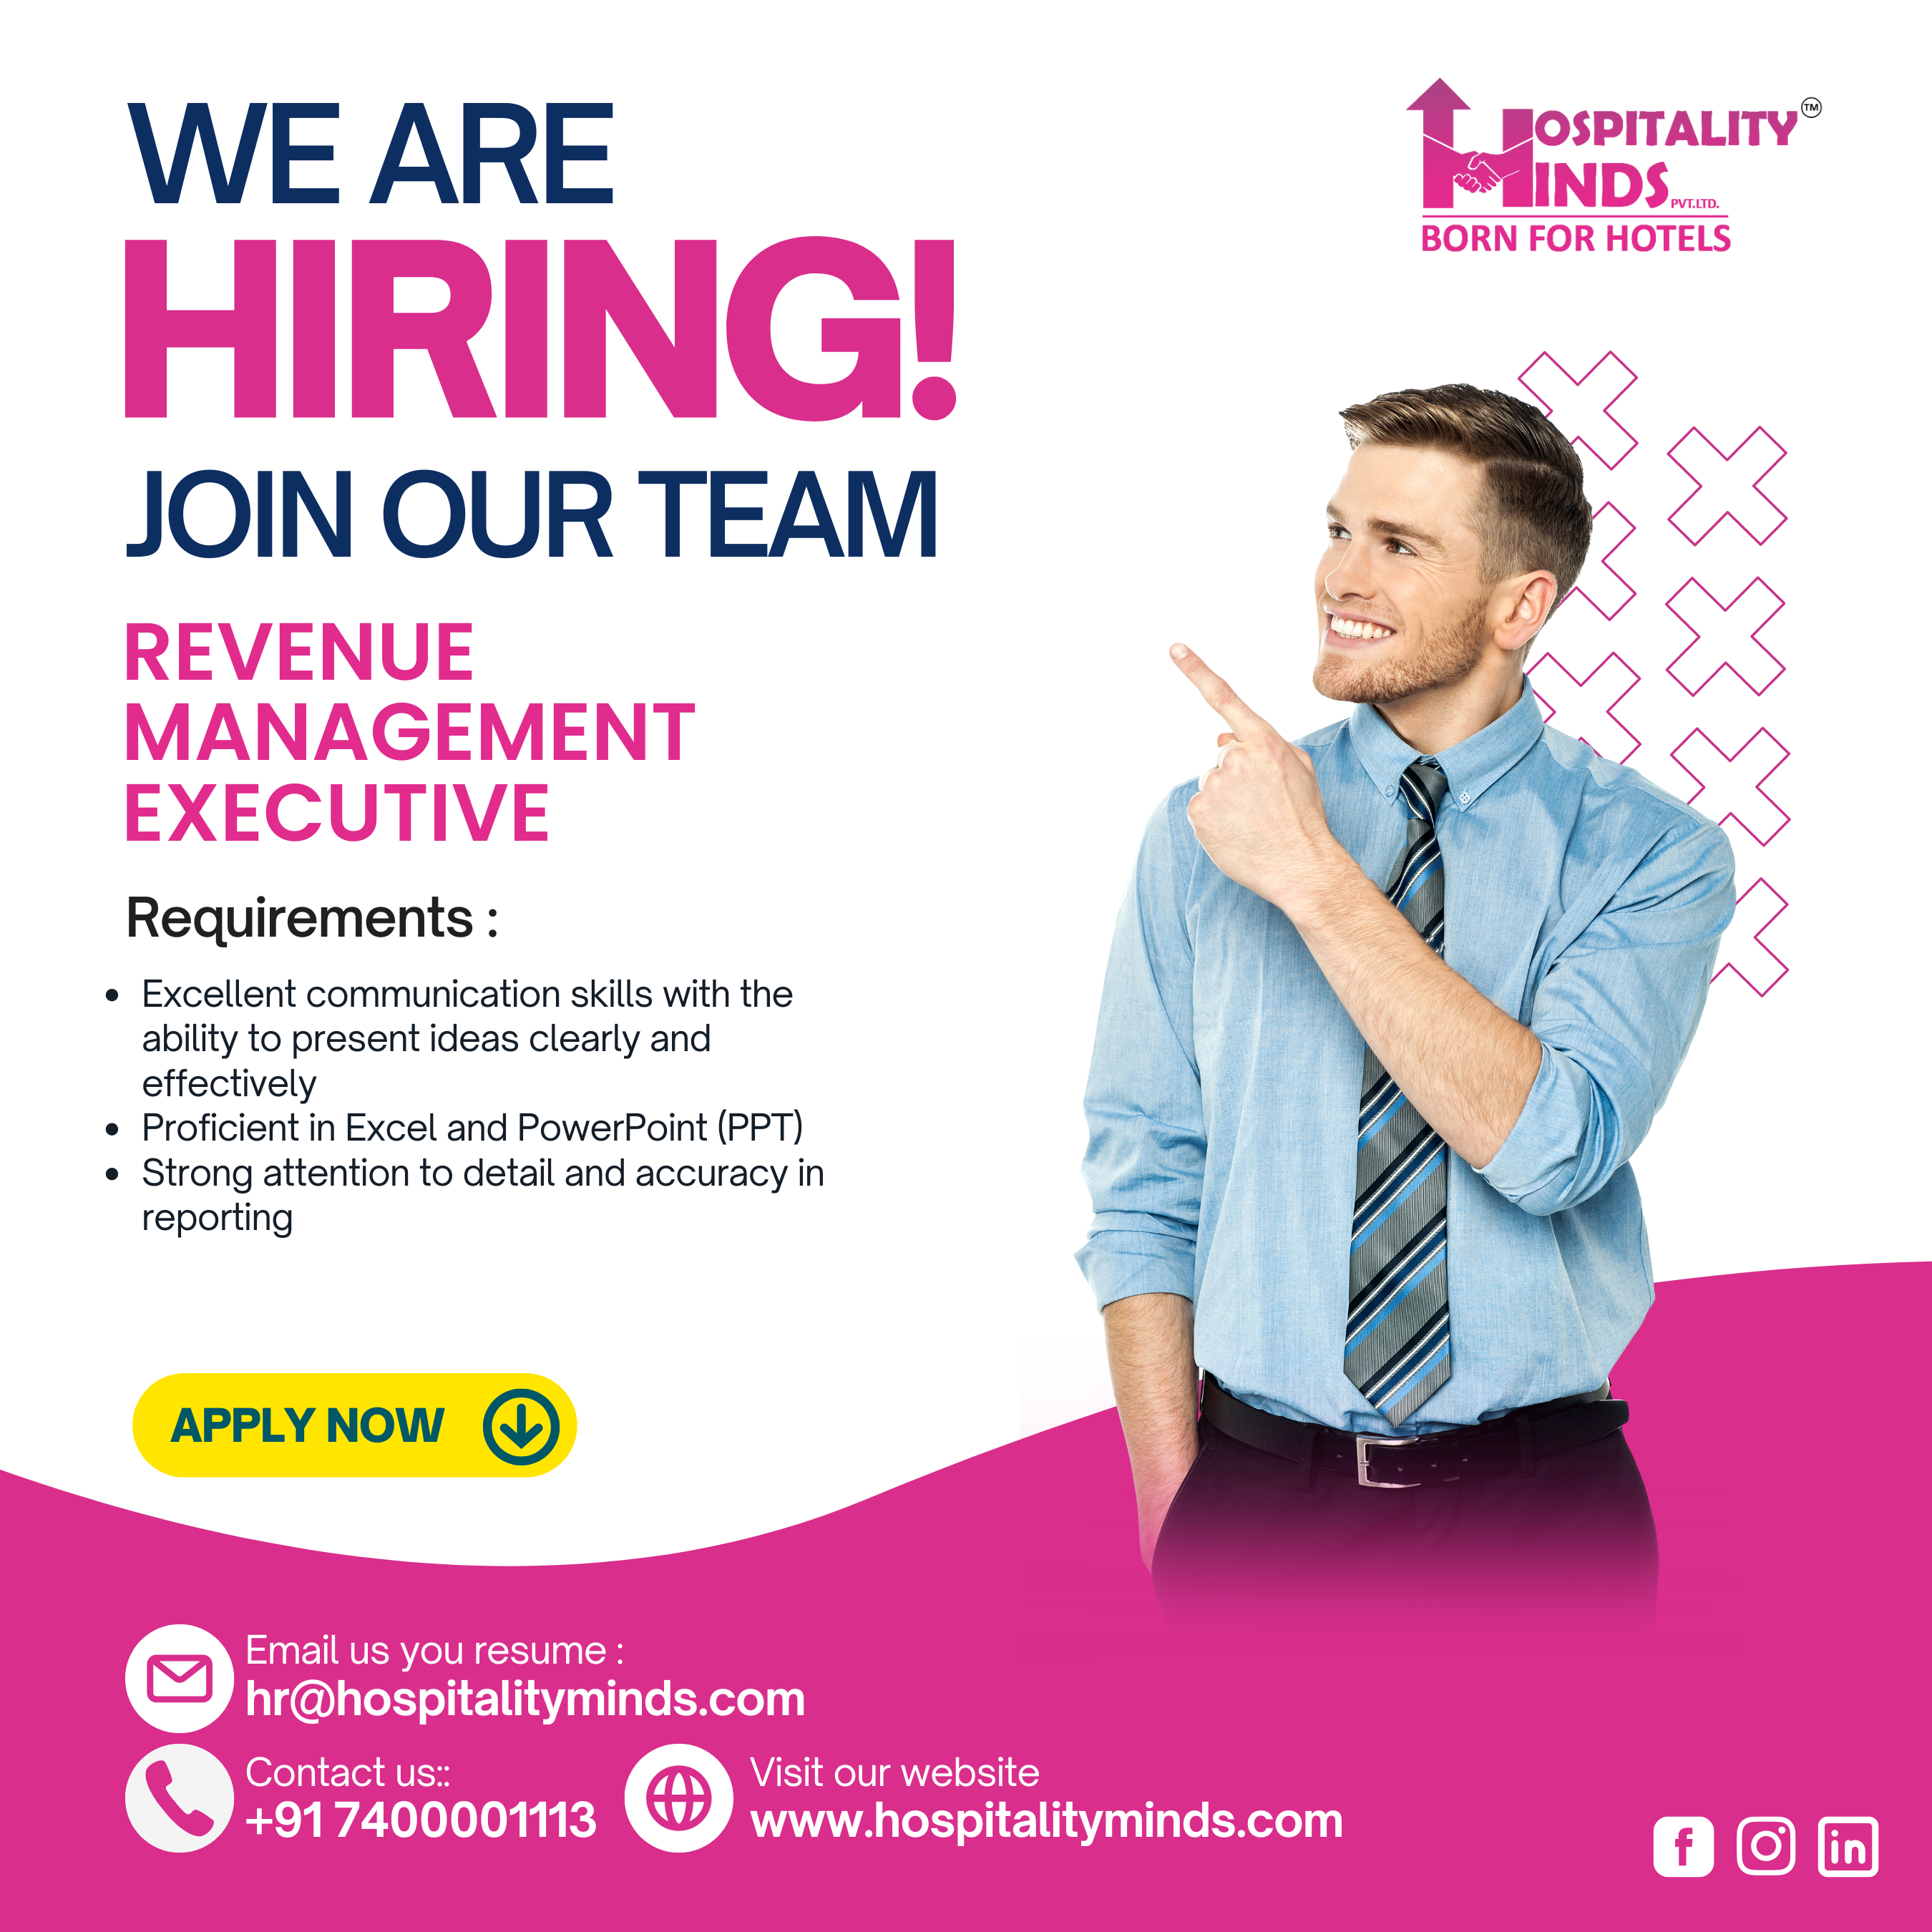 WE ARE
HIRING!
JOIN OUR TEAM
HOSPITALITY™
MINDS PVT.LTD.
BORN FOR HOTELS
REVENUE
MANAGEMENT
EXECUTIVE
Requirements :
• Excellent communication skills with the
ability to present ideas clearly and
effectively
• Proficient in Excel and PowerPoint (PPT)
• Strong attention to detail and accuracy in
reporting
APPLY NOW
Email us you resume :
hr@hospitalityminds.com
Contact us::
+91 7400001113
Visit our website
www.hospitalityminds.com